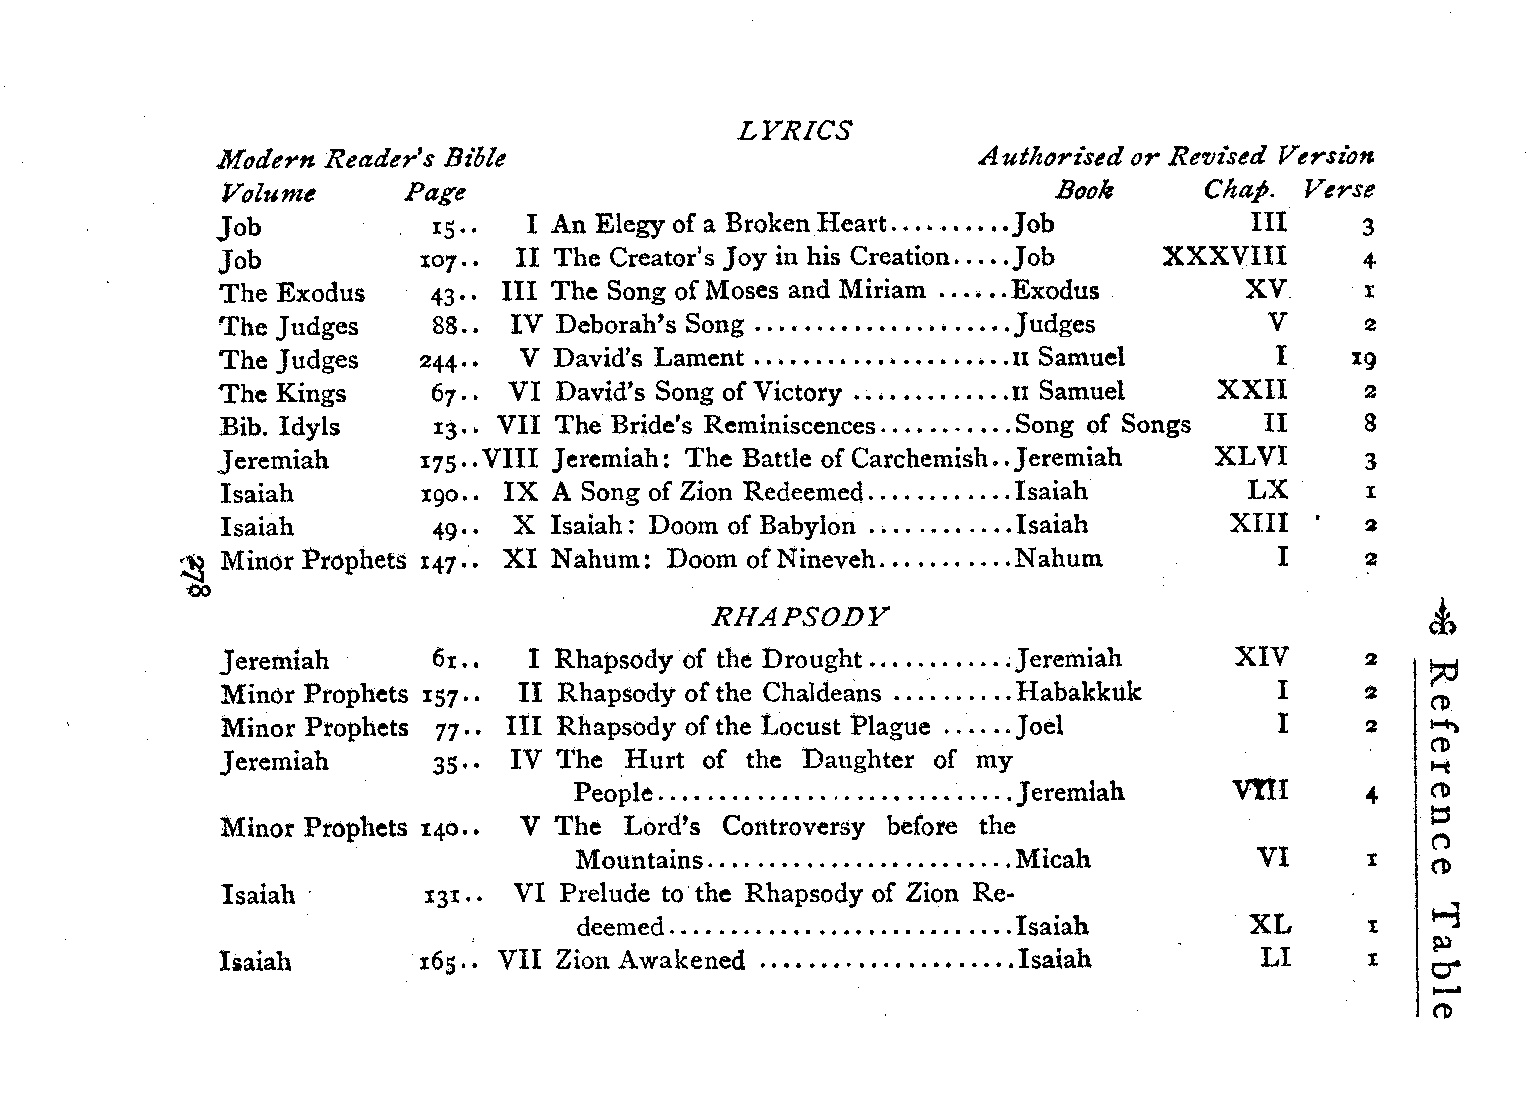 LYRICS
Modern Reader's Bible Authorised or Revised Version
Volume Page Book Chap. Verse
Job 15.. I An Elegy of a Broken Heart..........Job III 3
Job 107.. II The Creator's Joy in his Creation.....Job XXXVIII 4
The Exodus 43.. III The Song of Moses and Miriam ......Exodus XV 1
The Judges 88.. IV Deborah's Song .....................Judges V 2
The Judges 244.. V David's Lament .....................II Samuel I 19
The Kings 67.. VI David's Song of Victory .............II Samuel XXII 2
Bib. Idyls 13.. VII The Bride's Reminiscences...........Song of Songs II 8
Jeremiah 175..VIII Jeremiah: The Battle of Carchemish..Jeremiah XLVI 3
Isaiah 190.. IX A Song of Zion Redeemed............Isaiah LX 1
Isaiah 49.. X Isaiah: Doom of Babylon ............Isaiah XIII 2
Minor Prophets 147.. XI Nahum: Doom of Nineveh...........Nahum I 2
278
RHAPSODY
Jeremiah 61.. I Rhapsody of the Drought............Jeremiah XIV 2
Minor Prophets 157.. II Rhapsody of the Chaldeans ..........Habakkuk I 2
Minor Prophets 77.. III Rhapsody of the Locust Plague ......Joel I 2
Jeremiah 35.. IV The Hurt of the Daughter of my
People.............................Jeremiah VIII 4
Minor Prophets 140.. V The Lord's Controversy before the
Mountains.........................Micah VI 1
Isaiah 131.. VI Prelude to the Rhapsody of Zion Re-
deemed............................Isaiah XL 1
Isaiah 165.. VII Zion Awakened .....................Isaiah LI 1
Reference Table